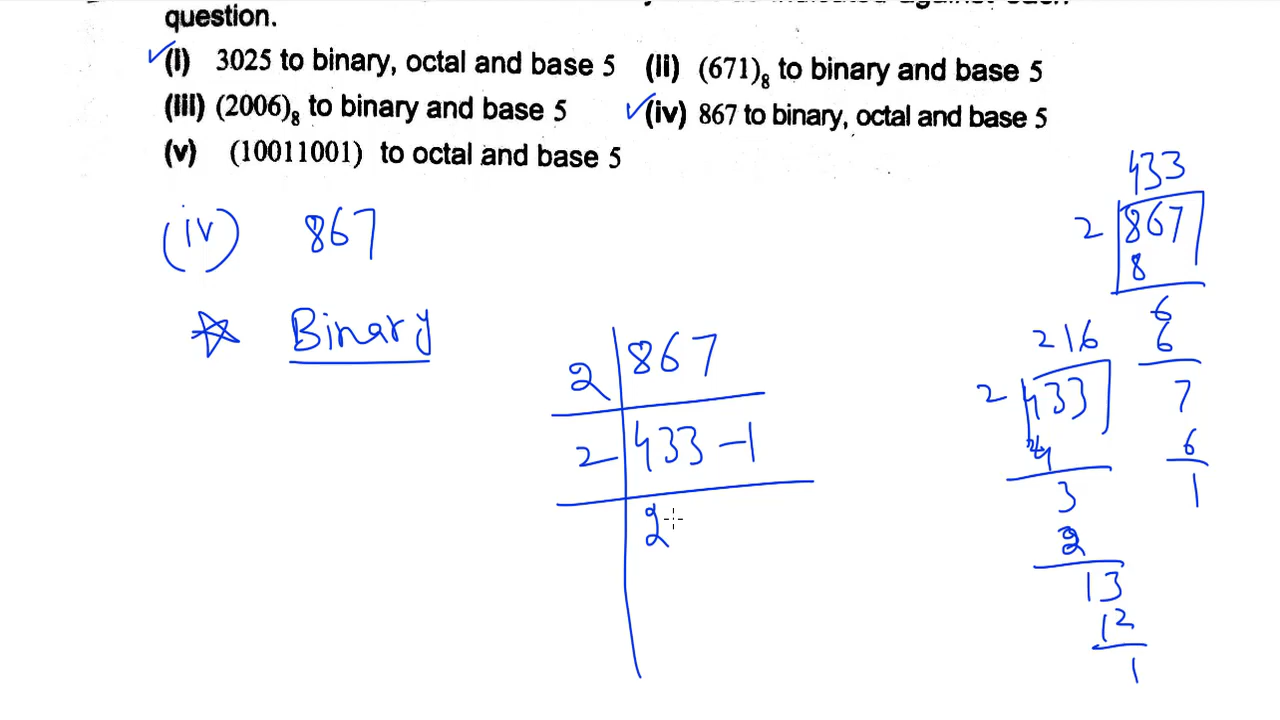 question.
(i) 3025 to binary, octal and base 5 (ii) (671)₈ to binary and base 5
(iii) (2006)₈ to binary and base 5 (iv) 867 to binary, octal and base 5
(v) (10011001) to octal and base 5
(iv) 867
Binary
2 867
2 433 - 1
2
433
2 867
8
6
6
7
6
1
216
2 433
4
3
2
13
12
1